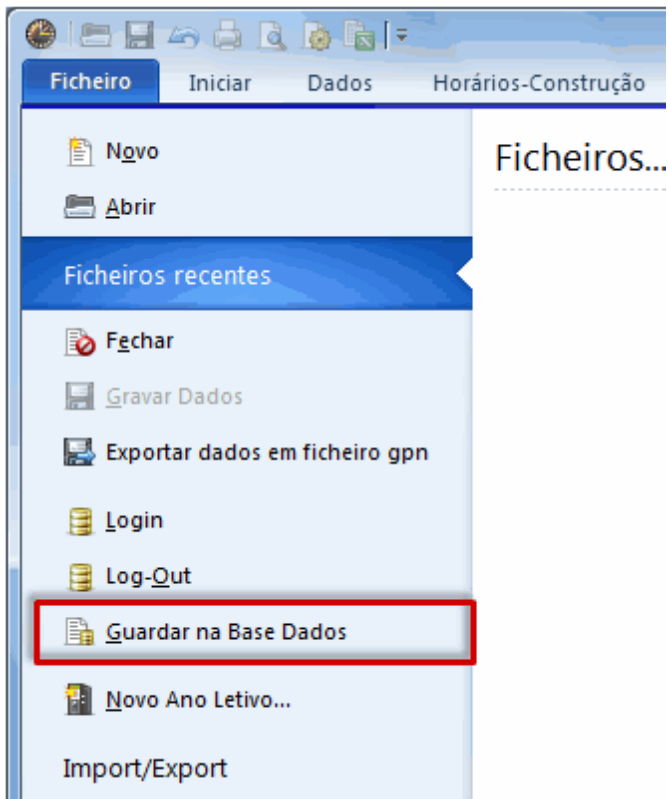 Ficheiro Iniciar Dados Horários-Construção
Novo
Ficheiros...
Abrir
Ficheiros recentes
Fechar
Gravar Dados
Exportar dados em ficheiro gpn
Login
Log-Out
Guardar na Base Dados
Novo Ano Letivo...
Import/Export